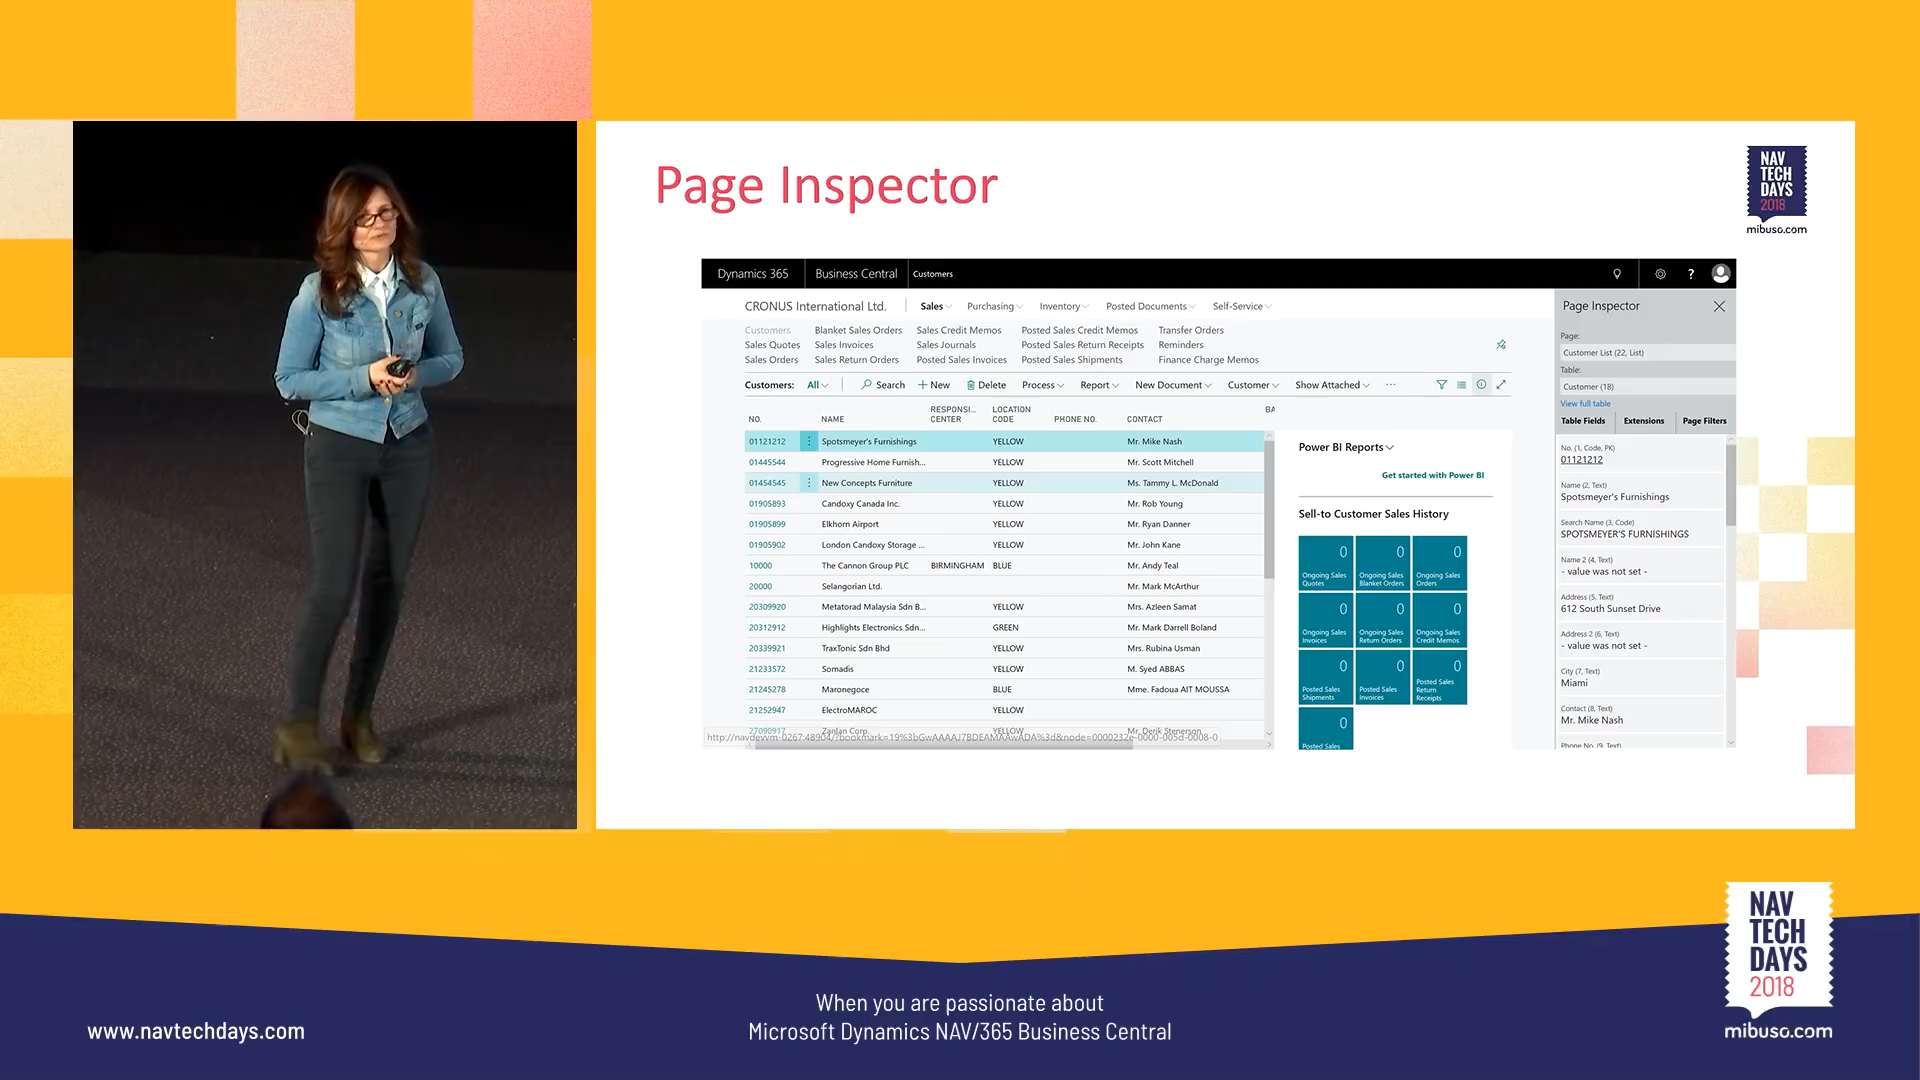 Page Inspector
NAV
TECH
DAYS
2018
mibuso.com
Dynamics 365
Business Central
Customers
?
CRONUS International Ltd.
Sales
Purchasing
Inventory
Posted Documents
Self-Service
Customers
Blanket Sales Orders
Sales Credit Memos
Posted Sales Credit Memos
Transfer Orders
Sales Quotes
Sales Invoices
Sales Journals
Posted Sales Return Receipts
Reminders
Sales Orders
Sales Return Orders
Posted Sales Invoices
Posted Sales Shipments
Finance Charge Memos
Customers: All
Search
+ New
Delete
Process
Report
New Document
Customer
Show Attached
...
NO.
NAME
RESPONSI...
CENTER
LOCATION
CODE
PHONE NO.
CONTACT
BA
01121212 Spotsmeyer's Furnishings YELLOW Mr. Mike Nash
01445544 Progressive Home Furnish... YELLOW Mr. Scott Mitchell
01454545 New Concepts Furniture YELLOW Ms. Tammy L. McDonald
01905893 Candoxy Canada Inc. YELLOW Mr. Rob Young
01905899 Elkhorn Airport YELLOW Mr. Ryan Danner
01905902 London Candoxy Storage ... YELLOW Mr. John Kane
10000 The Cannon Group PLC BIRMINGHAM BLUE Mr. Andy Teal
20000 Selangorian Ltd. Mr. Mark McArthur
20309920 Metatorad Malaysia Sdn B... YELLOW Mrs. Azleen Samat
20312912 Highlights Electronics Sdn... GREEN Mr. Mark Darrell Boland
20339921 TraxTonic Sdn Bhd YELLOW Mrs. Rubina Usman
21233572 Somadis YELLOW M. Syed ABBAS
21245278 Maronegoce BLUE Mme. Fadoua AIT MOUSSA
21252947 ElectroMAROC YELLOW
27090917 Zanlan Corp. YELLOW Mr. Derik Stenerson
Power BI Reports
Get started with Power BI
Sell-to Customer Sales History
0
Ongoing Sales
Quotes
0
Ongoing Sales
Blanket Orders
0
Ongoing Sales
Orders
0
Ongoing Sales
Invoices
0
Ongoing Sales
Return Orders
0
Ongoing Sales
Credit Memos
0
Posted Sales
Shipments
0
Posted Sales
Invoices
0
Posted Sales
Return
Receipts
0
Posted Sales
Page Inspector
Page:
Customer List (22, List)
Table:
Customer (18)
View full table
Table Fields
Extensions
Page Filters
No. (1, Code, PK)
01121212
Name (2, Text)
Spotsmeyer's Furnishings
Search Name (3, Code)
SPOTSMEYER'S FURNISHINGS
Name 2 (4, Text)
- value was not set -
Address (5, Text)
612 South Sunset Drive
Address 2 (6, Text)
- value was not set -
City (7, Text)
Miami
Contact (8, Text)
Mr. Mike Nash
Phone No. (9, Text)
When you are passionate about
Microsoft Dynamics NAV/365 Business Central
www.navtechdays.com
NAV
TECH
DAYS
2018
mibuso.com